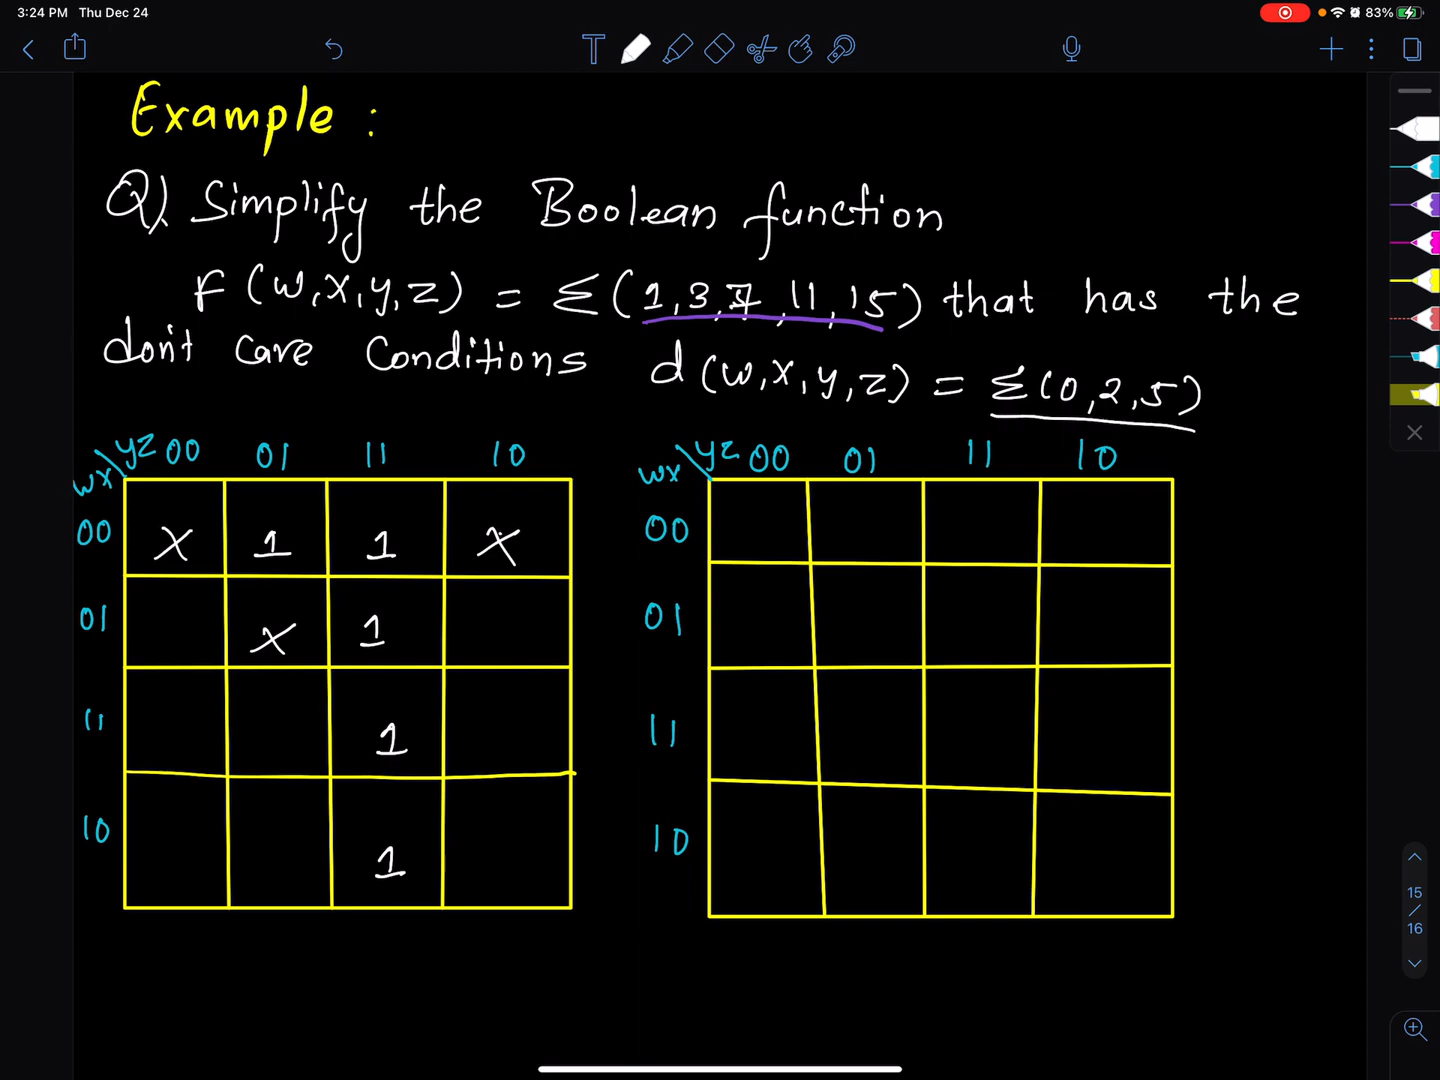 3:24 PM Thu Dec 24
83%
Example :
Q) Simplify the Boolean function
F (w,x,y,z) = Σ(1,3,7,11,15) that has the
don't care Conditions d(w,x,y,z) = Σ(0,2,5)
yz 00 01 11 10
wx
00 X 1 1 X
01 X 1
11 1
10 1
yz 00 01 11 10
wx
00
01
11
10
15
/
16